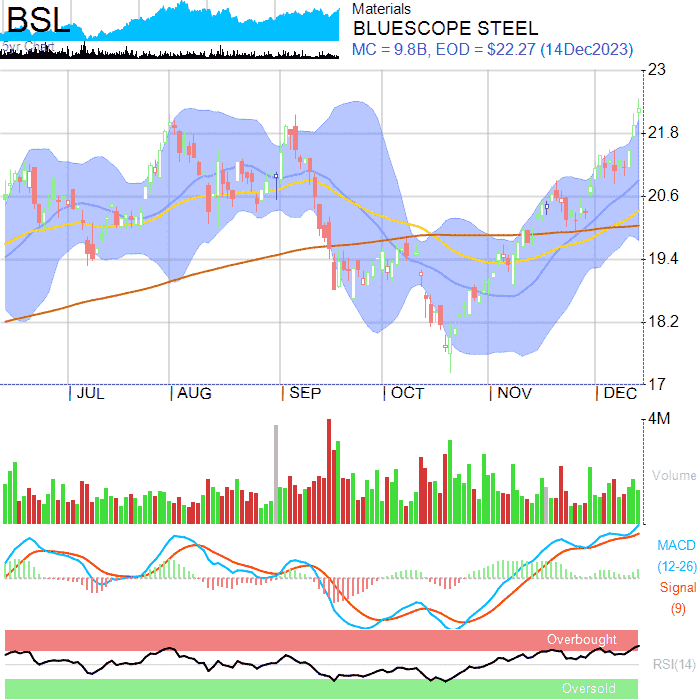 BSL
5yr Chart
Materials
BLUESCOPE STEEL
MC = 9.8B, EOD = $22.27 (14Dec2023)
23
21.8
20.6
19.4
18.2
17
JUL AUG SEP OCT NOV DEC
4M
Volume
MACD
(12-26)
Signal
(9)
Overbought
RSI(14)
Oversold